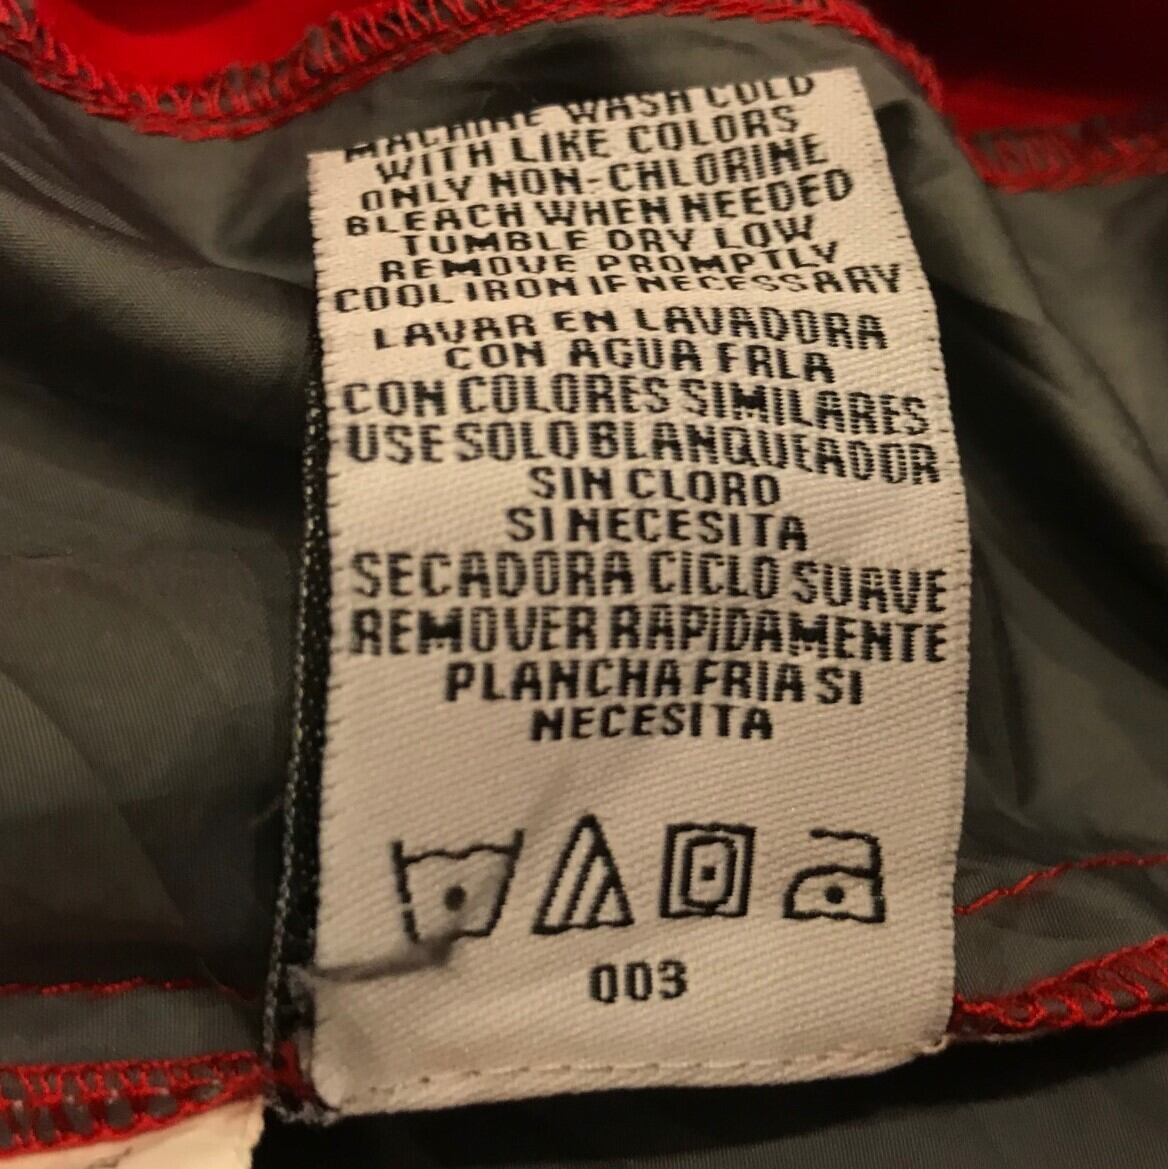 MACHINE WASH COLD
WITH LIKE COLORS
ONLY NON-CHLORINE
BLEACH WHEN NEEDED
TUMBLE DRY LOW
REMOVE PROMPTLY
COOL IRON IF NECESSARY
LAVAR EN LAVADORA
CON AGUA FRLA
CON COLORES SIMILARES
USE SOLO BLANQUEADOR
SIN CLORO
SI NECESITA
SECADORA CICLO SUAVE
REMOVER RAPIDAMENTE
PLANCHA FRIA SI
NECESITA
003